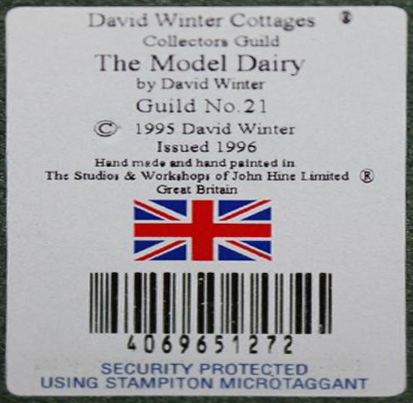 David Winter Cottages ®
Collectors Guild
The Model Dairy
by David Winter
Guild No.21
© 1995 David Winter
Issued 1996
Hand made and hand painted in
The Studios & Workshops of John Hine Limited ®
Great Britain
4069651272
SECURITY PROTECTED
USING STAMPITON MICROTAGGANT